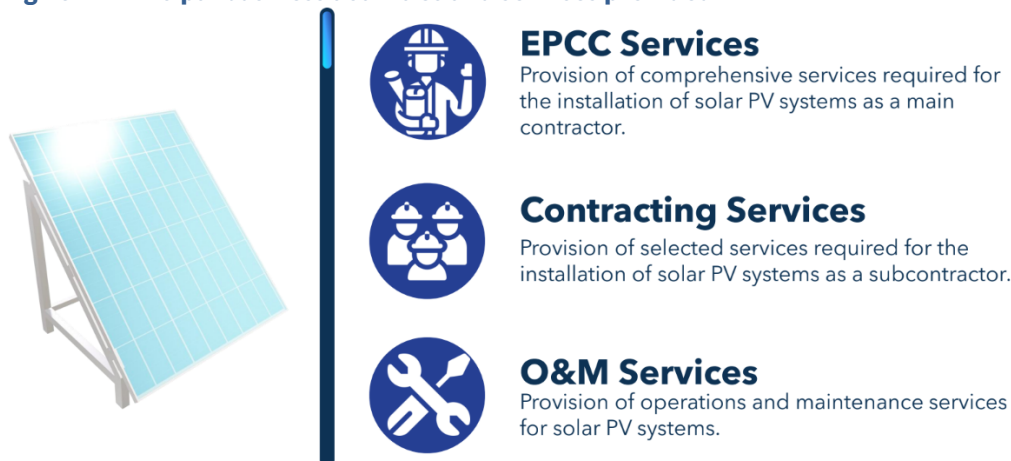 EPCC Services
Provision of comprehensive services required for
the installation of solar PV systems as a main
contractor.
Contracting Services
Provision of selected services required for the
installation of solar PV systems as a subcontractor.
O&M Services
Provision of operations and maintenance services
for solar PV systems.